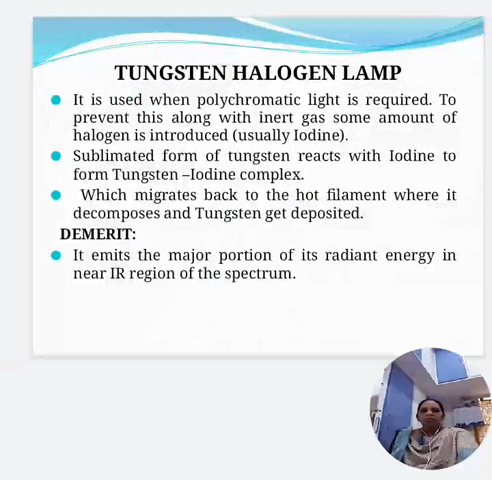 TUNGSTEN HALOGEN LAMP
It is used when polychromatic light is required. To
prevent this along with inert gas some amount of
halogen is introduced (usually Iodine).
Sublimated form of tungsten reacts with Iodine to
form Tungsten –Iodine complex.
Which migrates back to the hot filament where it
decomposes and Tungsten get deposited.
DEMERIT:
It emits the major portion of its radiant energy in
near IR region of the spectrum.